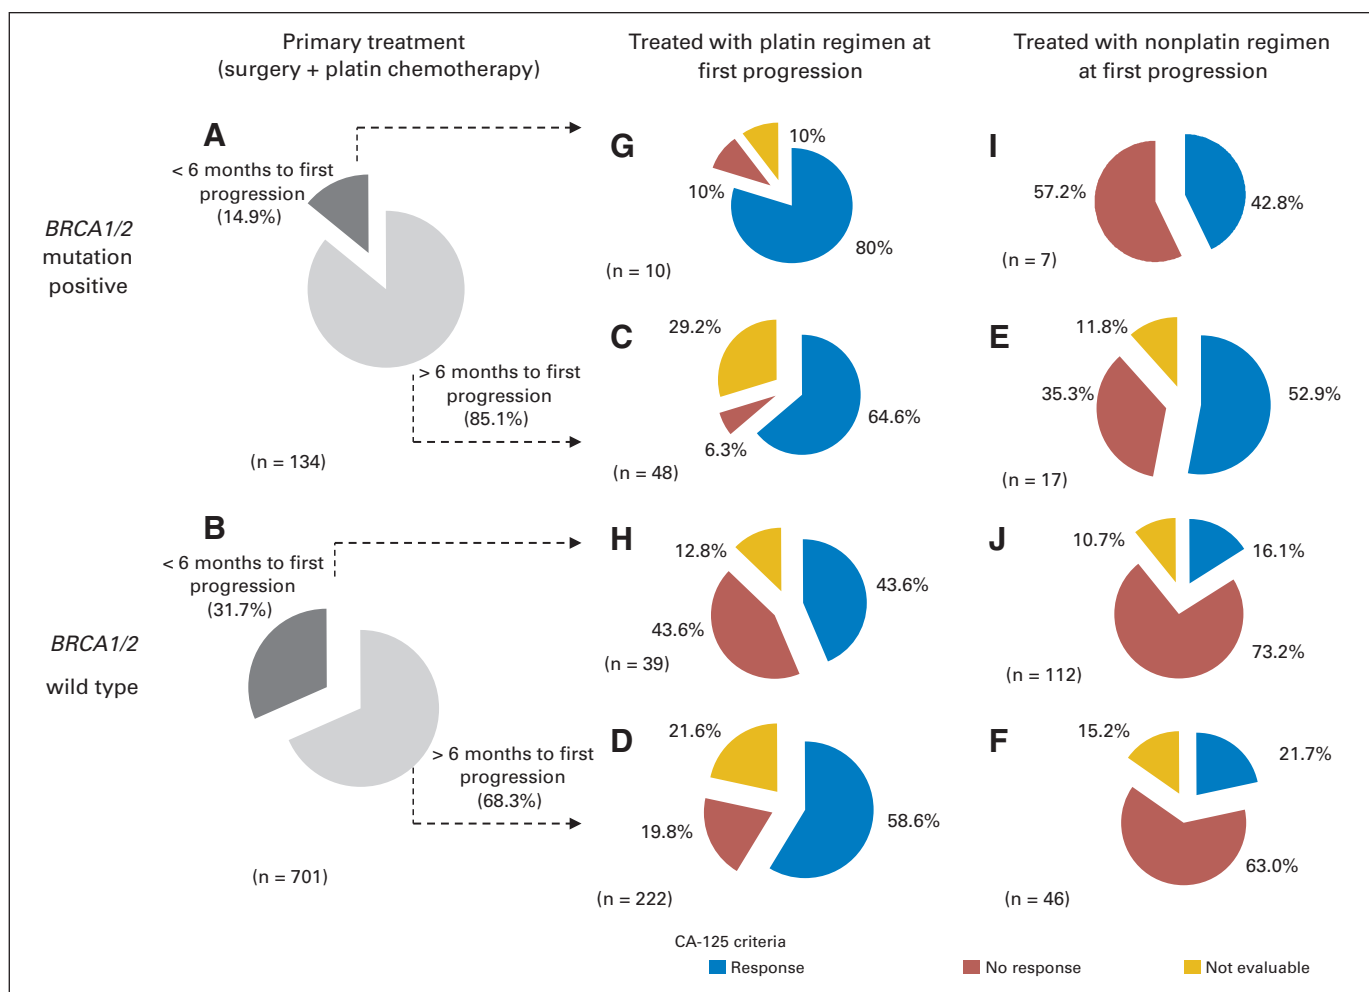 Primary treatment
(surgery + platin chemotherapy)
Treated with platin regimen at
first progression
Treated with nonplatin regimen
at first progression
BRCA1/2
mutation
positive
A
< 6 months to first
progression
(14.9%)
> 6 months to first
progression
(85.1%)
(n = 134)
G
10%
10%
80%
(n = 10)
I
57.2%
42.8%
(n = 7)
C
29.2%
64.6%
6.3%
(n = 48)
E
11.8%
35.3%
52.9%
(n = 17)
BRCA1/2
wild type
B
< 6 months to first
progression
(31.7%)
> 6 months to first
progression
(68.3%)
(n = 701)
H
12.8%
43.6%
43.6%
(n = 39)
J
10.7%
16.1%
73.2%
(n = 112)
D
21.6%
19.8%
58.6%
(n = 222)
F
15.2%
21.7%
63.0%
(n = 46)
CA-125 criteria
Response
No response
Not evaluable